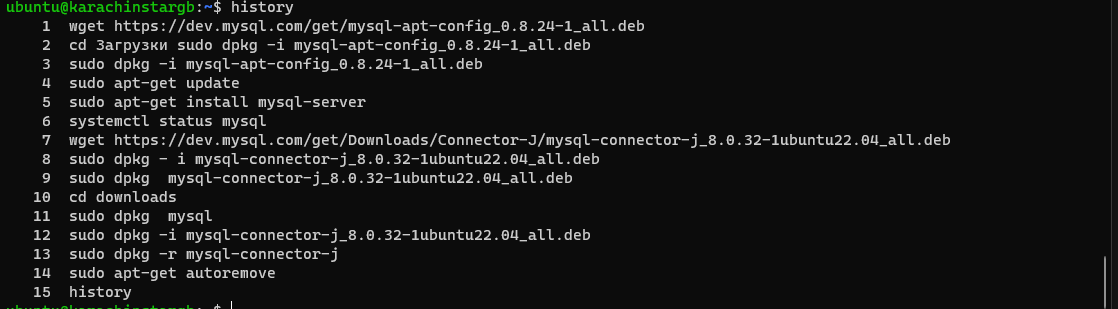 ubuntu@karachinstargb:~$ history
1 wget https://dev.mysql.com/get/mysql-apt-config_0.8.24-1_all.deb
2 cd Загрузки sudo dpkg -i mysql-apt-config_0.8.24-1_all.deb
3 sudo dpkg -i mysql-apt-config_0.8.24-1_all.deb
4 sudo apt-get update
5 sudo apt-get install mysql-server
6 systemctl status mysql
7 wget https://dev.mysql.com/get/Downloads/Connector-J/mysql-connector-j_8.0.32-1ubuntu22.04_all.deb
8 sudo dpkg - i mysql-connector-j_8.0.32-1ubuntu22.04_all.deb
9 sudo dpkg  mysql-connector-j_8.0.32-1ubuntu22.04_all.deb
10 cd downloads
11 sudo dpkg  mysql
12 sudo dpkg -i mysql-connector-j_8.0.32-1ubuntu22.04_all.deb
13 sudo dpkg -r mysql-connector-j
14 sudo apt-get autoremove
15 history
ubuntu@karachinstargb:~$